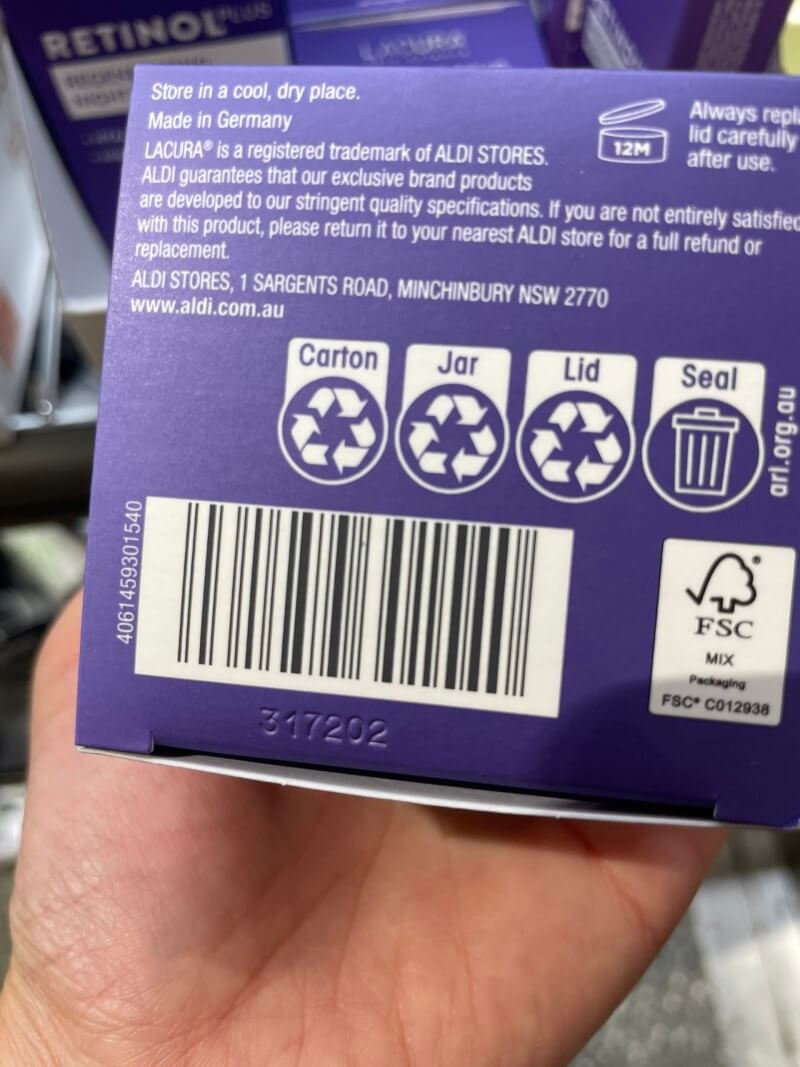 RETINOL PLUS
LACURA
Store in a cool, dry place.
Made in Germany
LACURA® is a registered trademark of ALDI STORES.
ALDI guarantees that our exclusive brand products
are developed to our stringent quality specifications. If you are not entirely satisfied
with this product, please return it to your nearest ALDI store for a full refund or
replacement.
ALDI STORES, 1 SARGENTS ROAD, MINCHINBURY NSW 2770
www.aldi.com.au
12M
Always
lid carefully
after use.
Carton
Jar
Lid
Seal
arl.org.au
4061459301540
317202
FSC®
MIX
Packaging
FSC® C012938